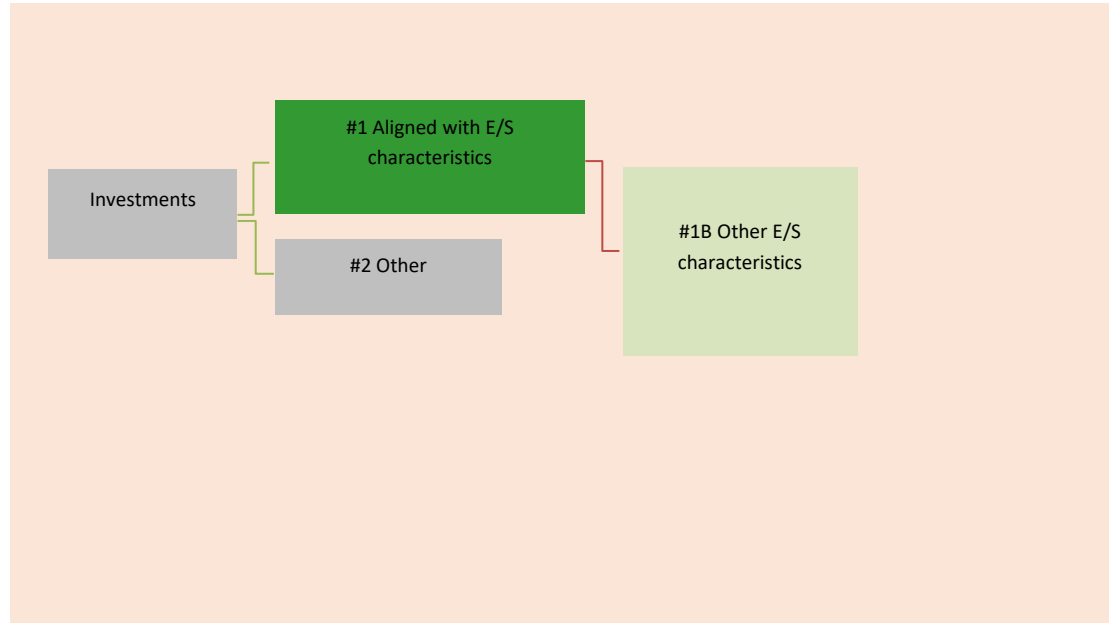 Investments
#1 Aligned with E/S
characteristics
#2 Other
#1B Other E/S
characteristics